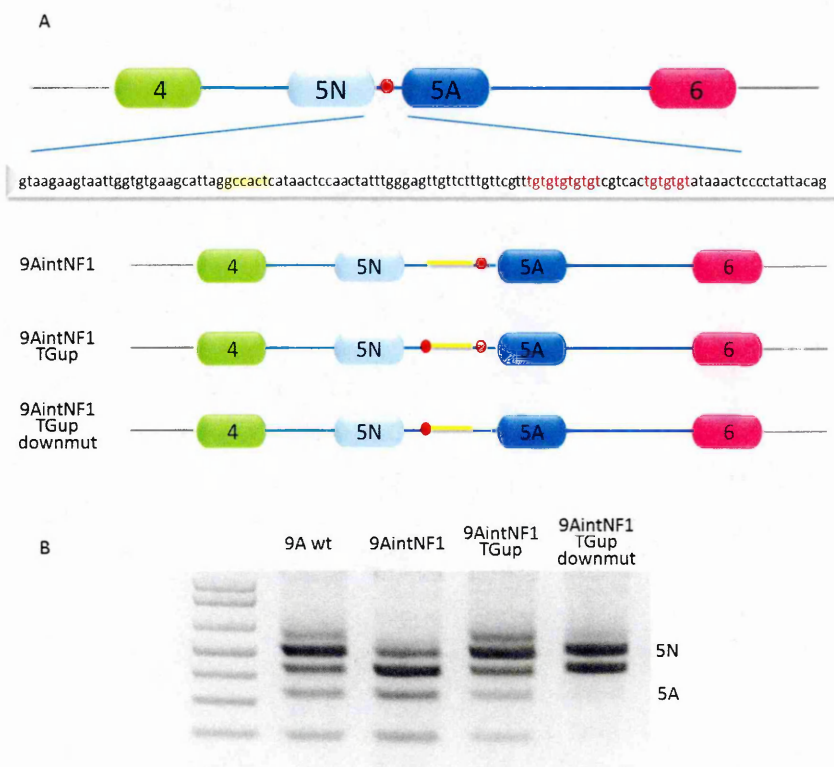 A
4 5N 5A 6
gtaagaagtaattggtgtgaagcattaggccactcataactccaactatttgggagttgttctttgttcgtttgtgtgtgtgtcgtcactgtgtgtataaactcccctattacag
9AintNF1 4 5N 5A 6
9AintNF1
TGup 4 5N 5A 6
9AintNF1
TGup
downmut 4 5N 5A 6
B
9A wt 9AintNF1 9AintNF1
TGup 9AintNF1
TGup
downmut
5N
5A